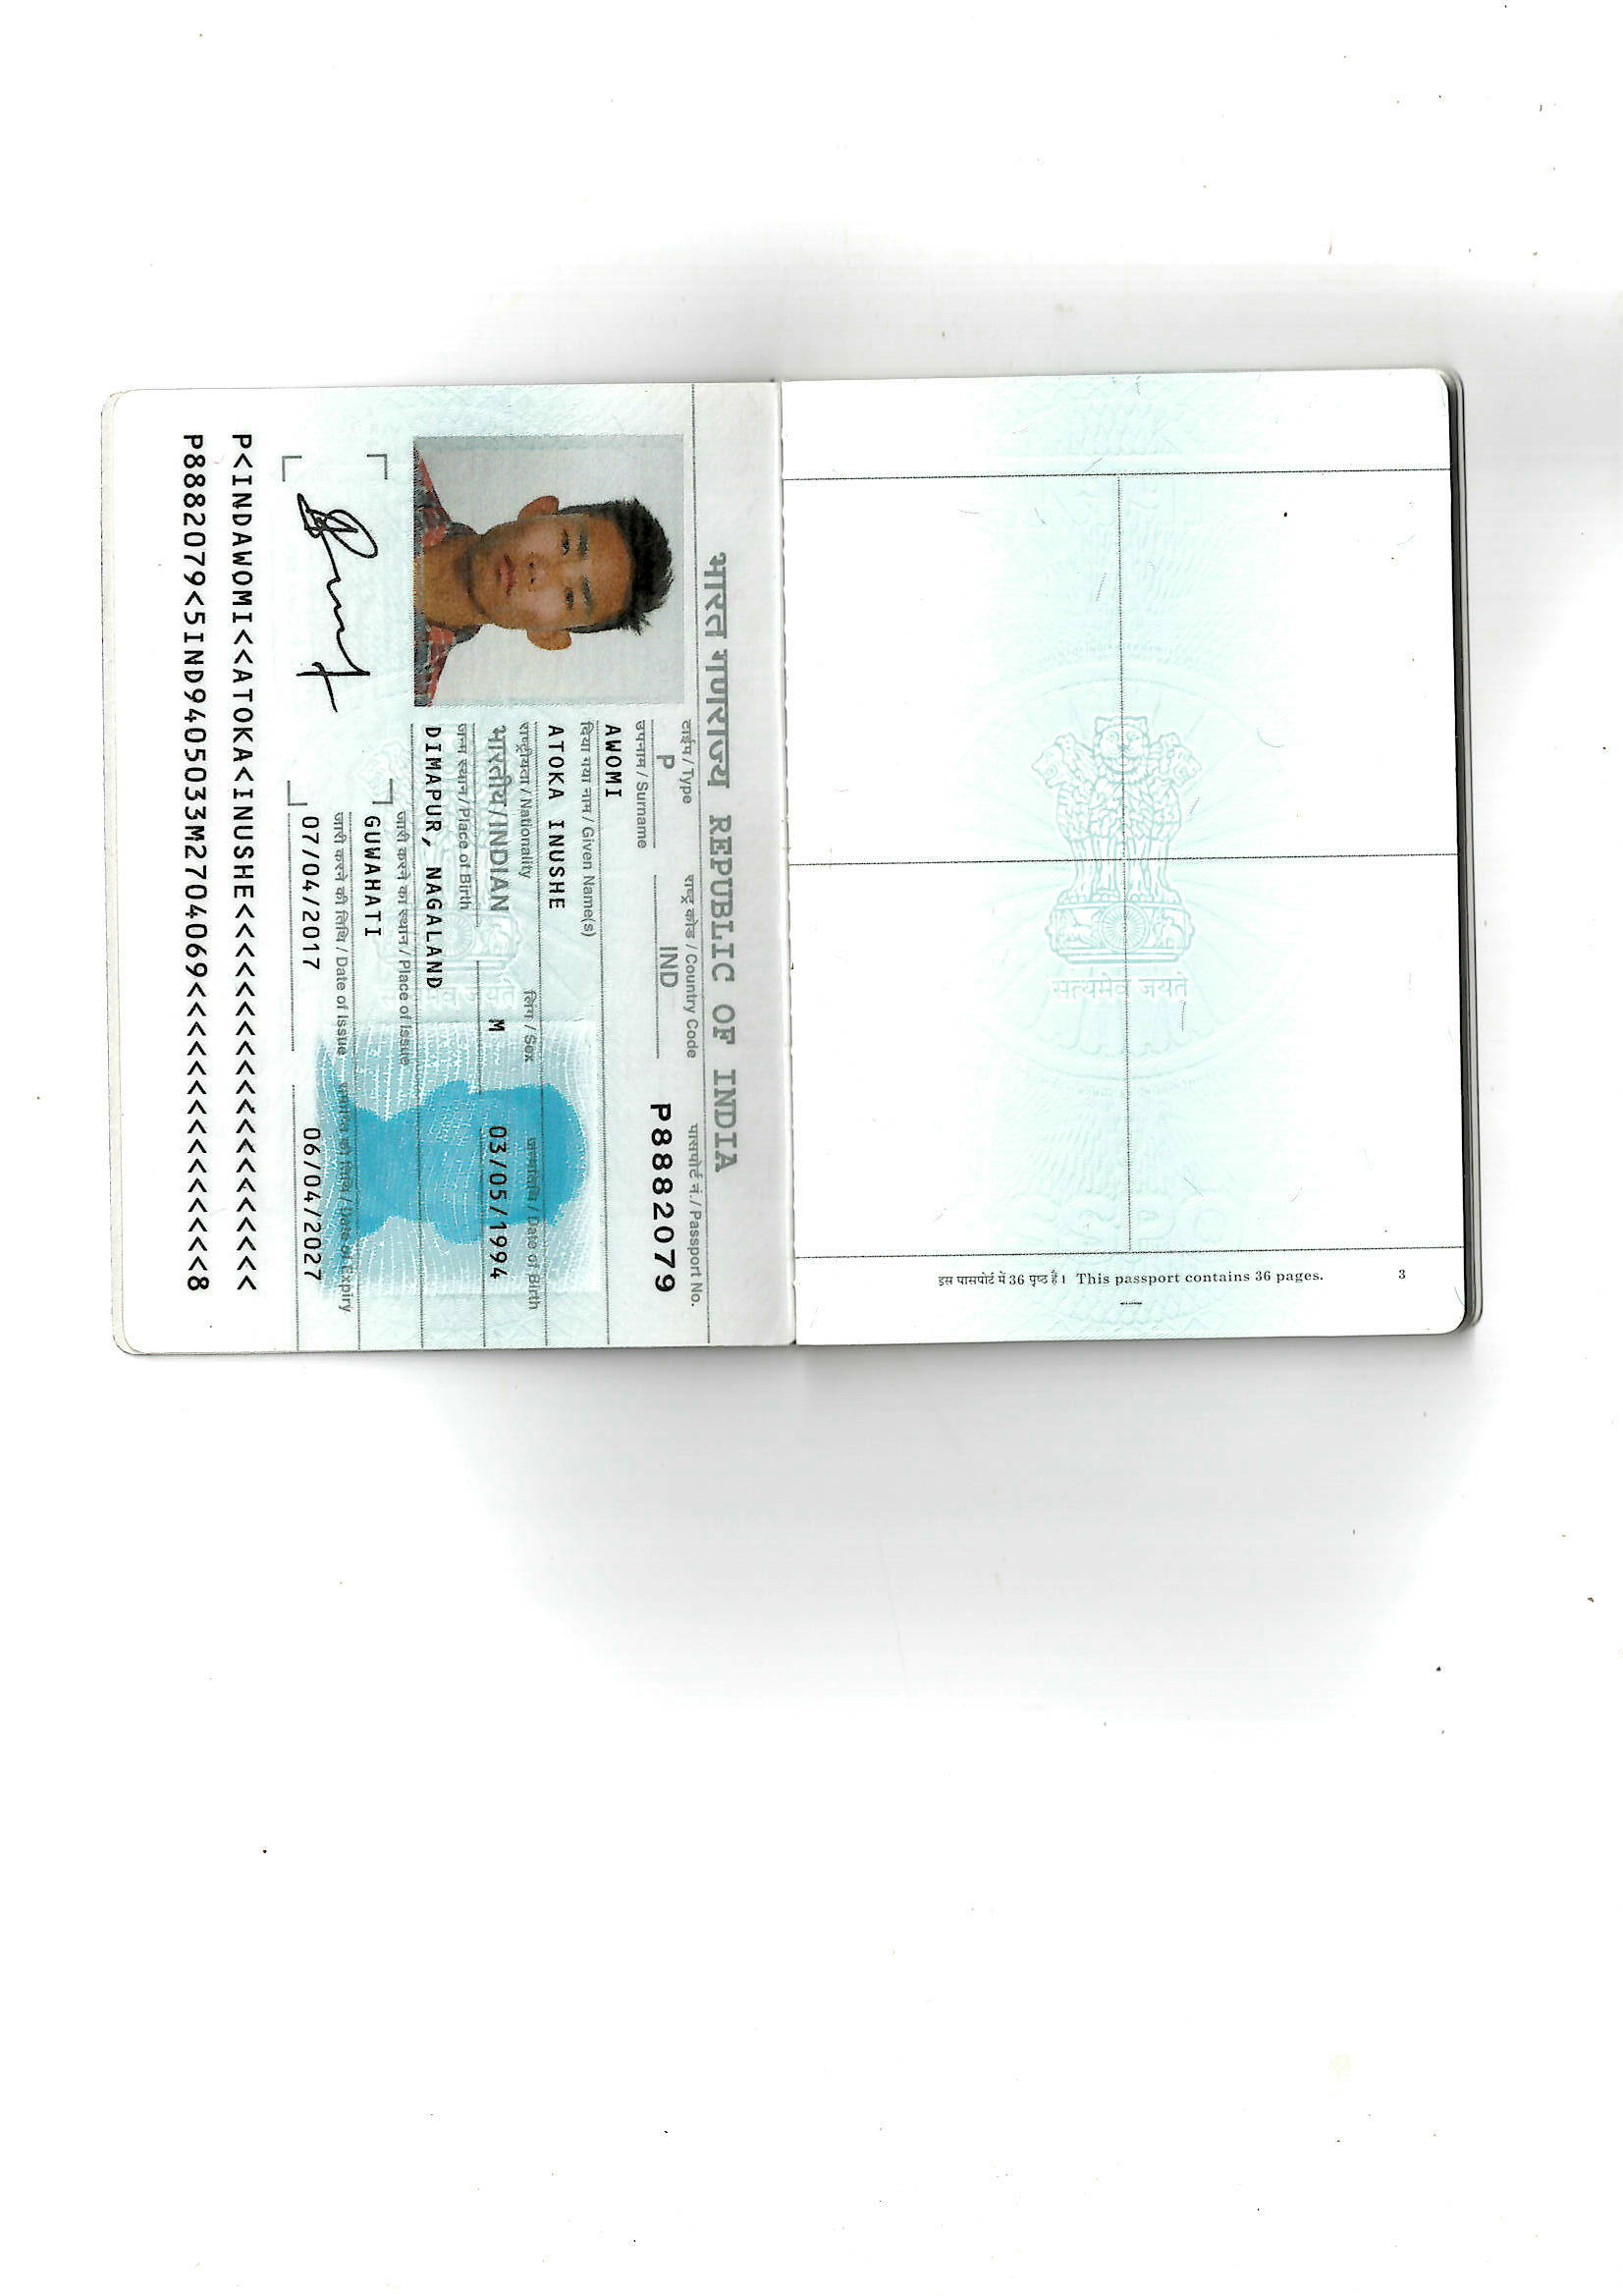 भारत गणराज्य REPUBLIC OF INDIA
टाईप / Type
राष्ट्र कोड / Country Code
पासपोर्ट नं. / Passport No.
P
IND
P8882079
उपनाम / Surname
AWOMI
दिया गया नाम / Given Name(s)
ATOKA INUSHE
राष्ट्रीयता / Nationality
लिंग / Sex
जन्मतिथि / Date of Birth
भारतीय / INDIAN
M
03/05/1994
जन्म स्थान / Place of Birth
DIMAPUR, NAGALAND
जारी करने का स्थान / Place of Issue
GUWAHATI
जारी करने की तिथि / Date of Issue
समाप्ति की तिथि / Date of Expiry
07/04/2017
06/04/2027
सत्यमेव जयते
P<INDAWOMI<<ATOKA<INUSHE<<<<<<<<<<<<<<<<<<<<
P8882079<5IND9405033M2704069<<<<<<<<<<<<<<<8
सत्यमेव जयते
इस पासपोर्ट में 36 पृष्ठ हैं। This passport contains 36 pages.
3